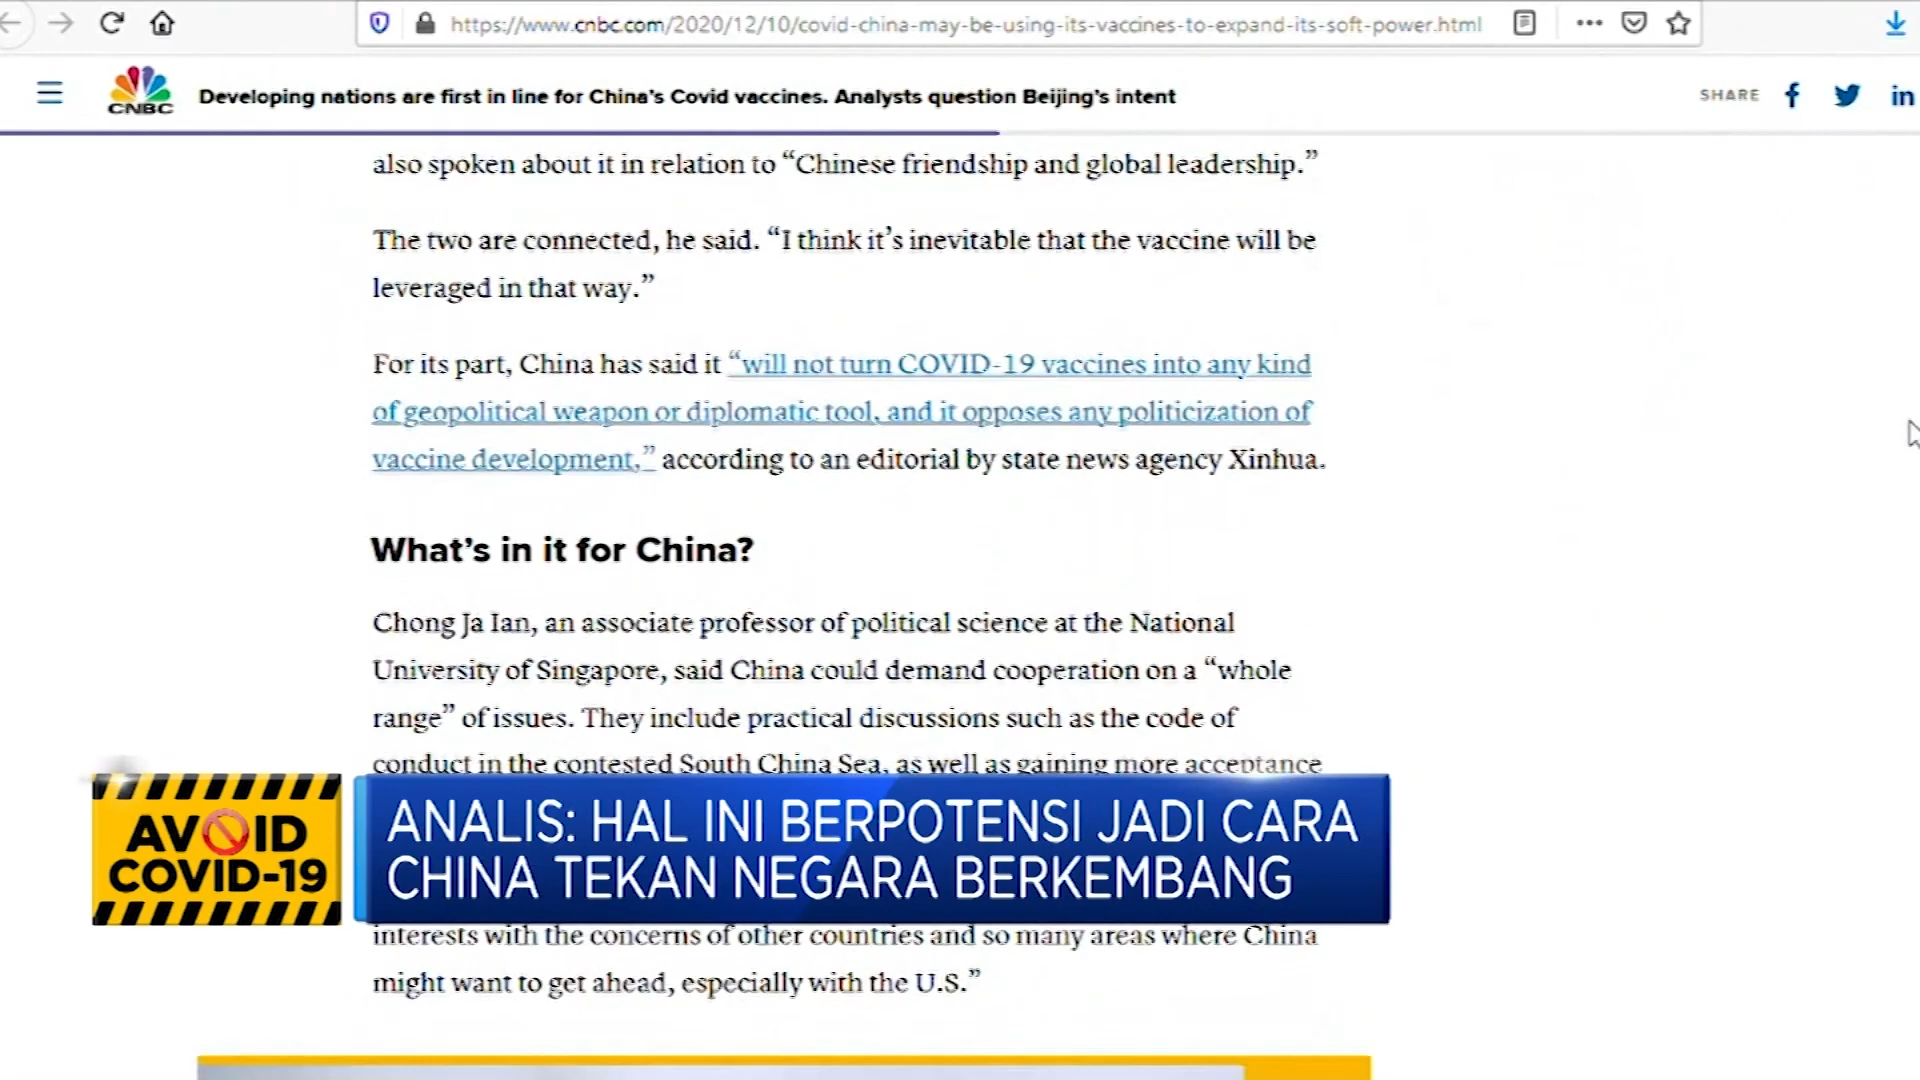 https://www.cnbc.com/2020/12/10/covid-china-may-be-using-its-vaccines-to-expand-its-soft-power.html
CNBC
Developing nations are first in line for China's Covid vaccines. Analysts question Beijing's intent
SHARE
also spoken about it in relation to “Chinese friendship and global leadership.”
The two are connected, he said. “I think it’s inevitable that the vaccine will be
leveraged in that way.”
For its part, China has said it “will not turn COVID-19 vaccines into any kind
of geopolitical weapon or diplomatic tool, and it opposes any politicization of
vaccine development,” according to an editorial by state news agency Xinhua.
What’s in it for China?
Chong Ja Ian, an associate professor of political science at the National
University of Singapore, said China could demand cooperation on a “whole
range” of issues. They include practical discussions such as the code of
conduct in the contested South China Sea, as well as gaining more acceptance
AVOID
COVID-19
ANALIS: HAL INI BERPOTENSI JADI CARA
CHINA TEKAN NEGARA BERKEMBANG
interests with the concerns of other countries and so many areas where China
might want to get ahead, especially with the U.S.”